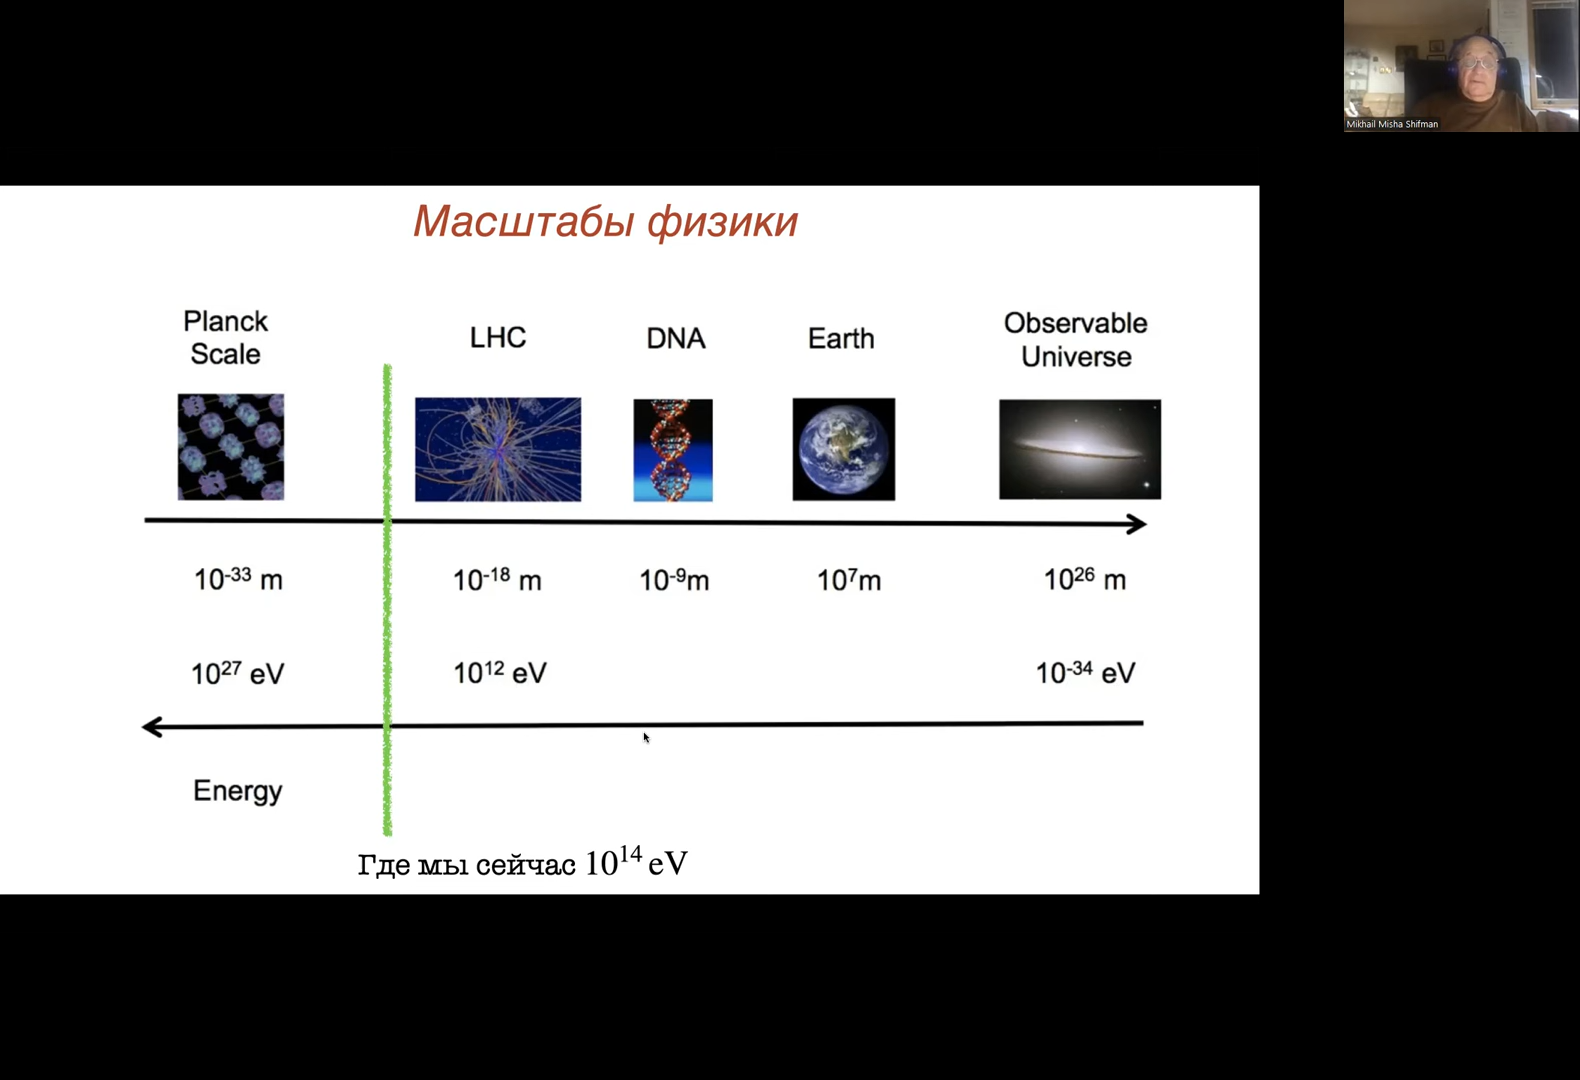 Mikhail Misha Shifman
Масштабы физики
Planck
Scale
LHC
DNA
Earth
Observable
Universe
10⁻³³ m
10⁻¹⁸ m
10⁻⁹m
10⁷m
10²⁶ m
10²⁷ eV
10¹² eV
10⁻³⁴ eV
Energy
Где мы сейчас 10¹⁴ eV